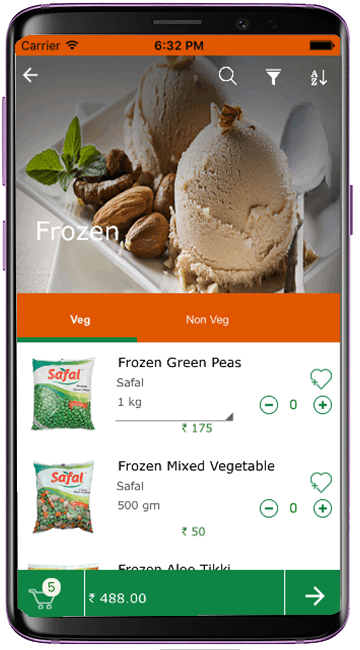 Carrier 6:32 PM
A
Z
Frozen
Veg Non Veg
Frozen Green Peas
Safal
Safal
1 kg
0
₹ 175
Frozen Mixed Vegetable
Safal
Safal
500 gm
0
₹ 50
Frozen Aloo Tikki
5
₹ 488.00